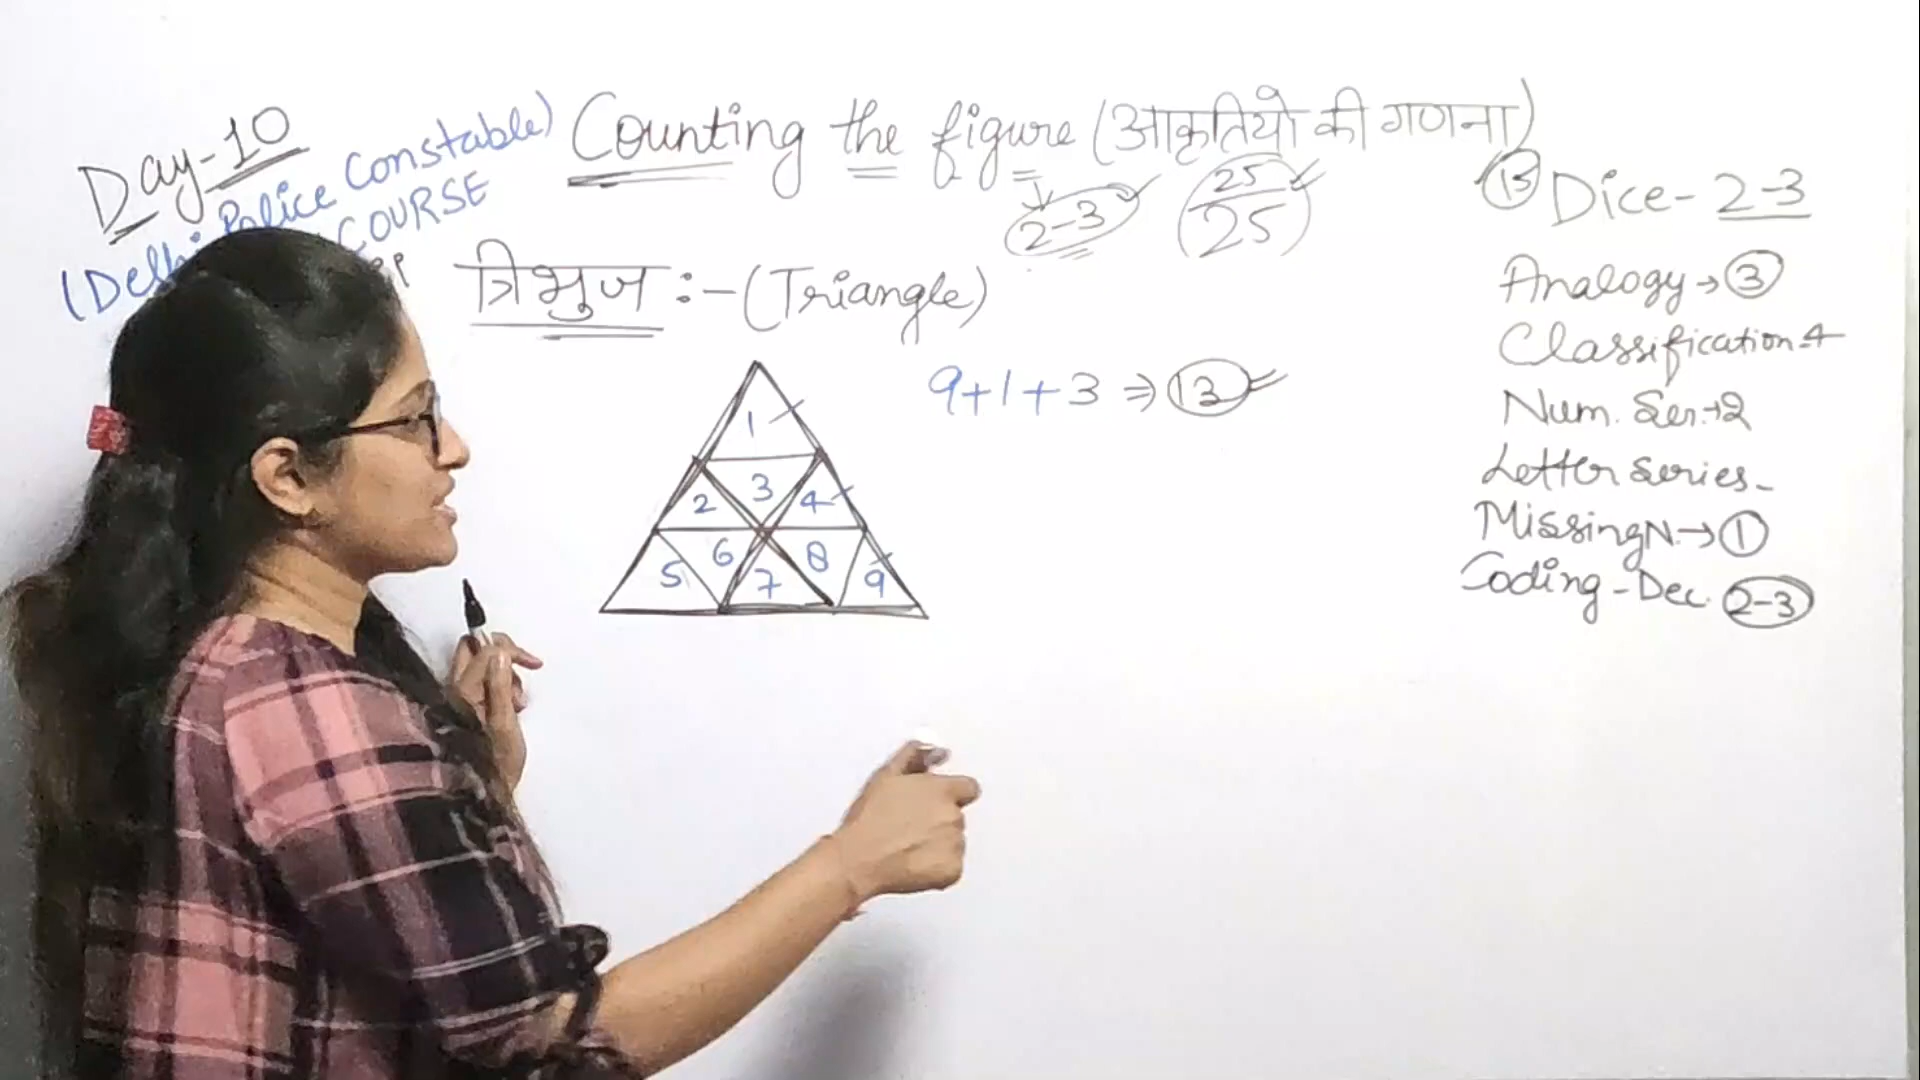 Day-10
(Delhi Police Constable)
COURSE
Counting the figure (आकृतियो की गणना)
2-3
25/25
त्रिभुज :- (Triangle)
9+1+3 ⇒ 13
1
2 3 4
5 6 7 8 9
15 Dice- 2-3
Analogy → 3
Classification-4
Num. Ser.→2
Letter Series-
Missing N. → 1
Coding-Dec. 2-3